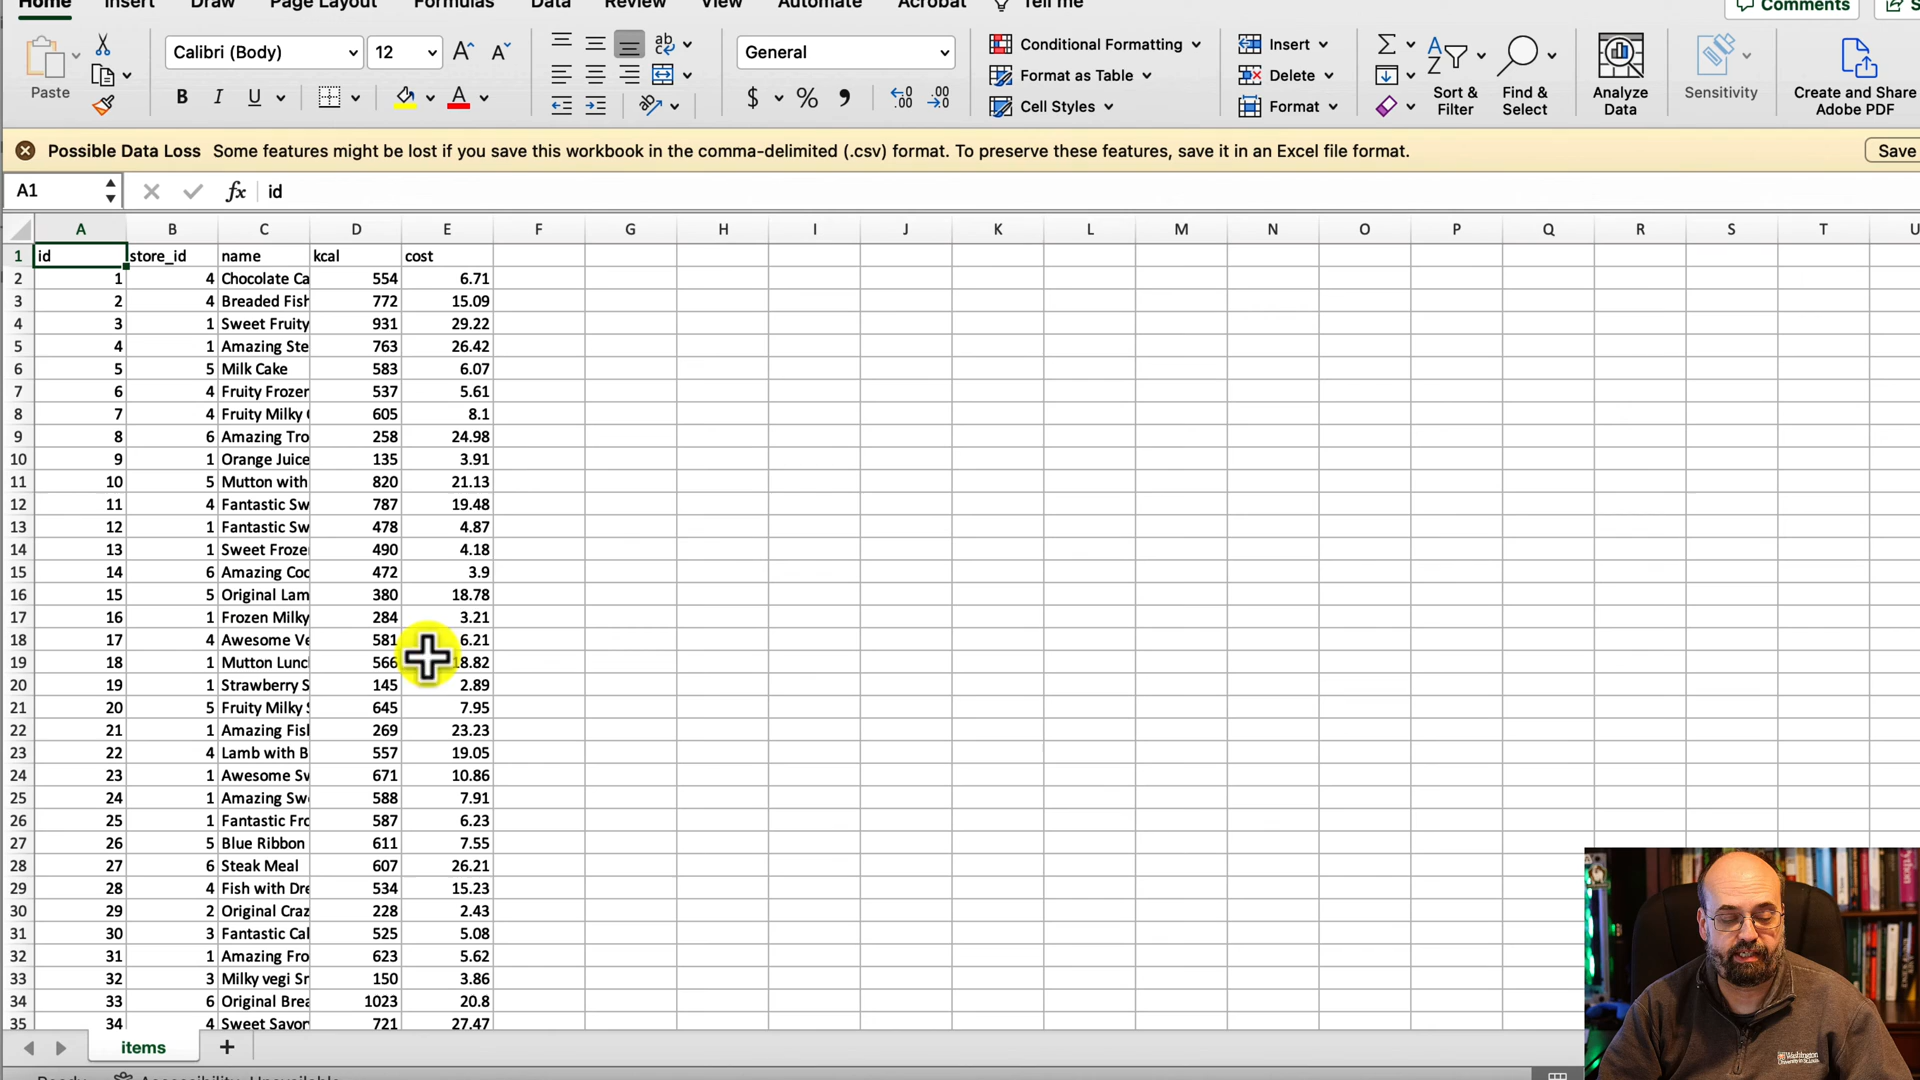 Home Insert Draw Page Layout Formulas Data Review View Automate Acrobat Tell me Comments
Paste
Calibri (Body) 12
General
Conditional Formatting
Format as Table
Cell Styles
Insert
Delete
Format
Sort & Filter
Find & Select
Analyze Data
Sensitivity
Create and Share Adobe PDF
Possible Data Loss Some features might be lost if you save this workbook in the comma-delimited (.csv) format. To preserve these features, save it in an Excel file format. Save
A1 fx id
A B C D E F G H I J K L M N O P Q R S T U
1 id store_id name kcal cost
2 1 4 Chocolate Ca 554 6.71
3 2 4 Breaded Fish 772 15.09
4 3 1 Sweet Fruity 931 29.22
5 4 1 Amazing Ste 763 26.42
6 5 5 Milk Cake 583 6.07
7 6 4 Fruity Frozen 537 5.61
8 7 4 Fruity Milky 605 8.1
9 8 6 Amazing Tro 258 24.98
10 9 1 Orange Juice 135 3.91
11 10 5 Mutton with 820 21.13
12 11 4 Fantastic Sw 787 19.48
13 12 1 Fantastic Sw 478 4.87
14 13 1 Sweet Froze 490 4.18
15 14 6 Amazing Coo 472 3.9
16 15 5 Original Lam 380 18.78
17 16 1 Frozen Milky 284 3.21
18 17 4 Awesome Ve 581 6.21
19 18 1 Mutton Lunc 566 18.82
20 19 1 Strawberry S 145 2.89
21 20 5 Fruity Milky S 645 7.95
22 21 1 Amazing Fish 269 23.23
23 22 4 Lamb with B 557 19.05
24 23 1 Awesome Sw 671 10.86
25 24 1 Amazing Swe 588 7.91
26 25 1 Fantastic Fro 587 6.23
27 26 5 Blue Ribbon 611 7.55
28 27 6 Steak Meal 607 26.21
29 28 4 Fish with Dre 534 15.23
30 29 2 Original Craz 228 2.43
31 30 3 Fantastic Cal 525 5.08
32 31 1 Amazing Fro 623 5.62
33 32 3 Milky vegi Sr 150 3.86
34 33 6 Original Brea 1023 20.8
35 34 4 Sweet Savor 721 27.47
items
Washington